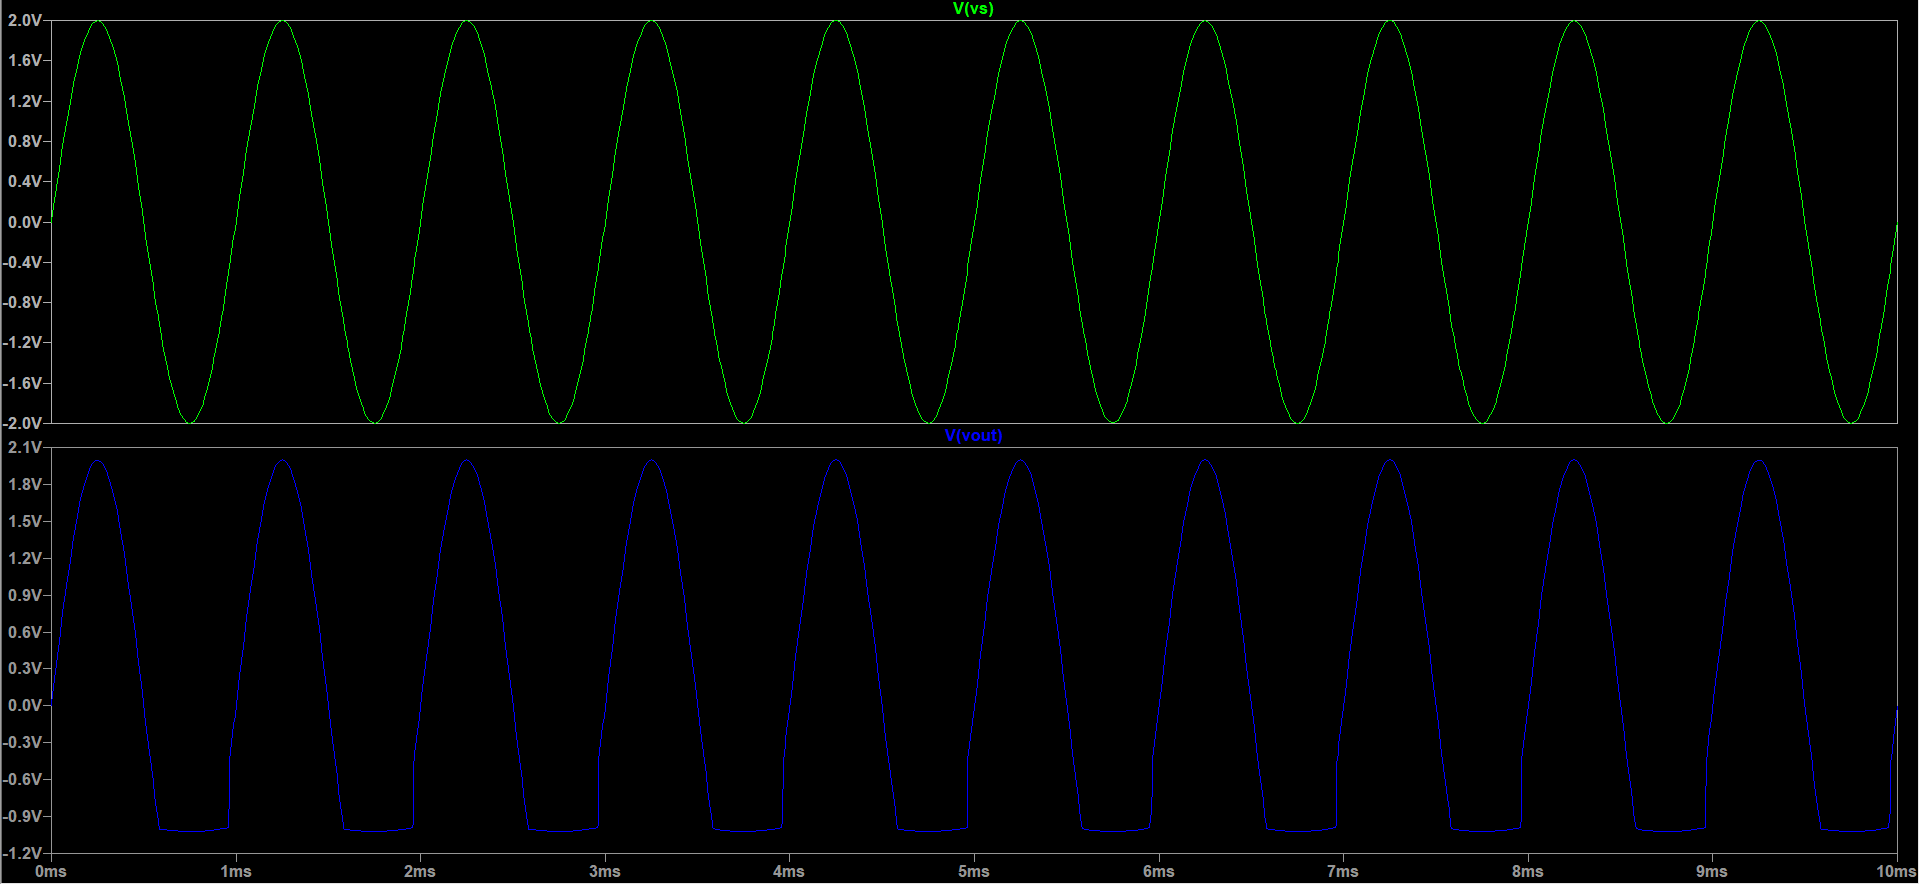 V(vs)
2.0V
1.6V
1.2V
0.8V
0.4V
0.0V
-0.4V
-0.8V
-1.2V
-1.6V
-2.0V
V(vout)
2.1V
1.8V
1.5V
1.2V
0.9V
0.6V
0.3V
0.0V
-0.3V
-0.6V
-0.9V
-1.2V
0ms 1ms 2ms 3ms 4ms 5ms 6ms 7ms 8ms 9ms 10ms